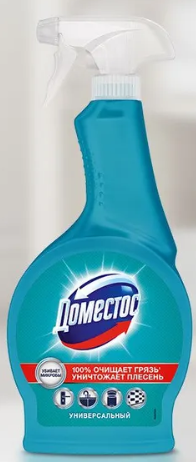 Доместос
УБИВАЕТ
МИКРОБЫ
100% ОЧИЩАЕТ ГРЯЗЬ
УНИЧТОЖАЕТ ПЛЕСЕНЬ
УНИВЕРСАЛЬНЫЙ